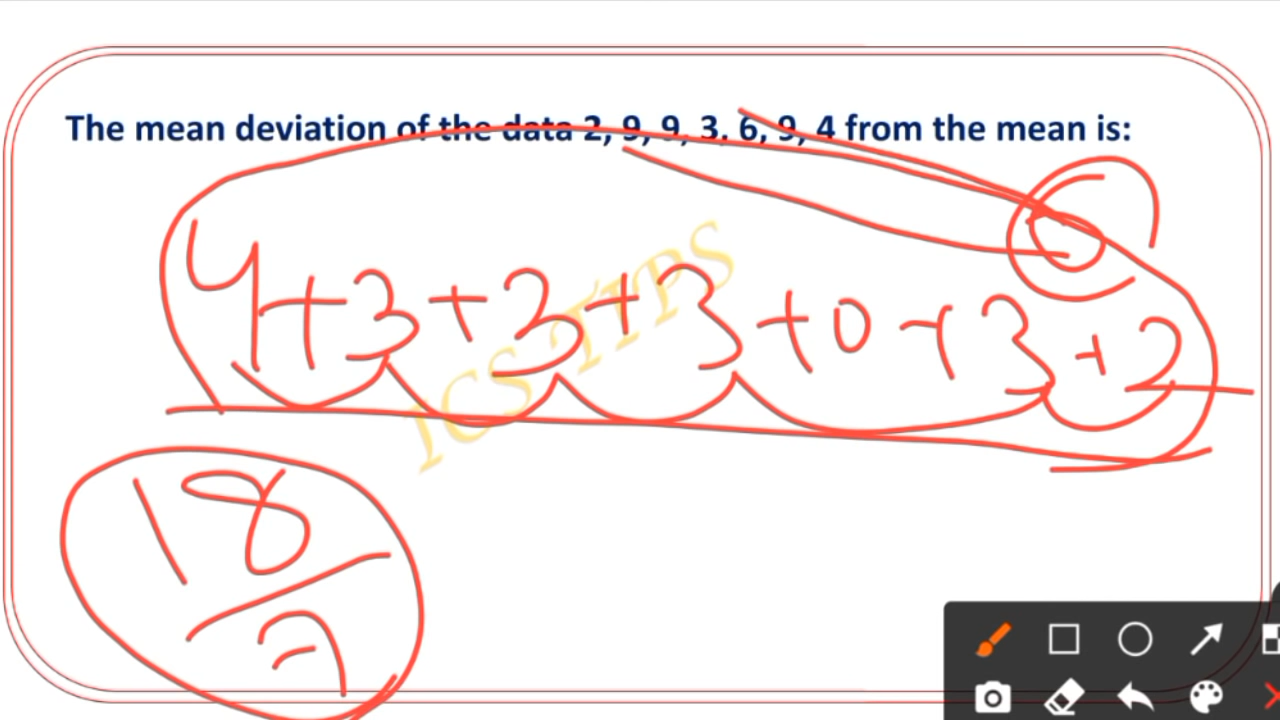 The mean deviation of the data 2, 9, 9, 3, 6, 9, 4 from the mean is:
4+3+3+3+0+3+2
ICS TIPS
18
7